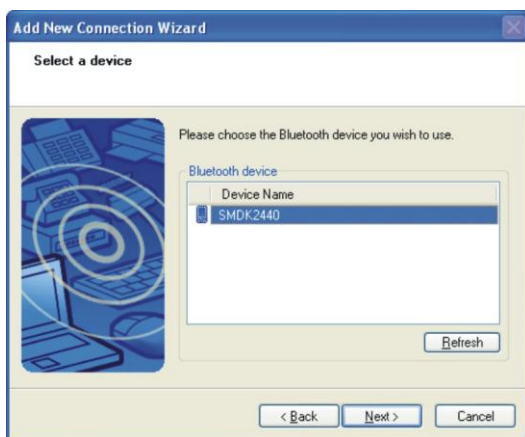 Add New Connection Wizard
Select a device
Please choose the Bluetooth device you wish to use.
Bluetooth device
Device Name
SMDK2440
Refresh
< Back
Next >
Cancel